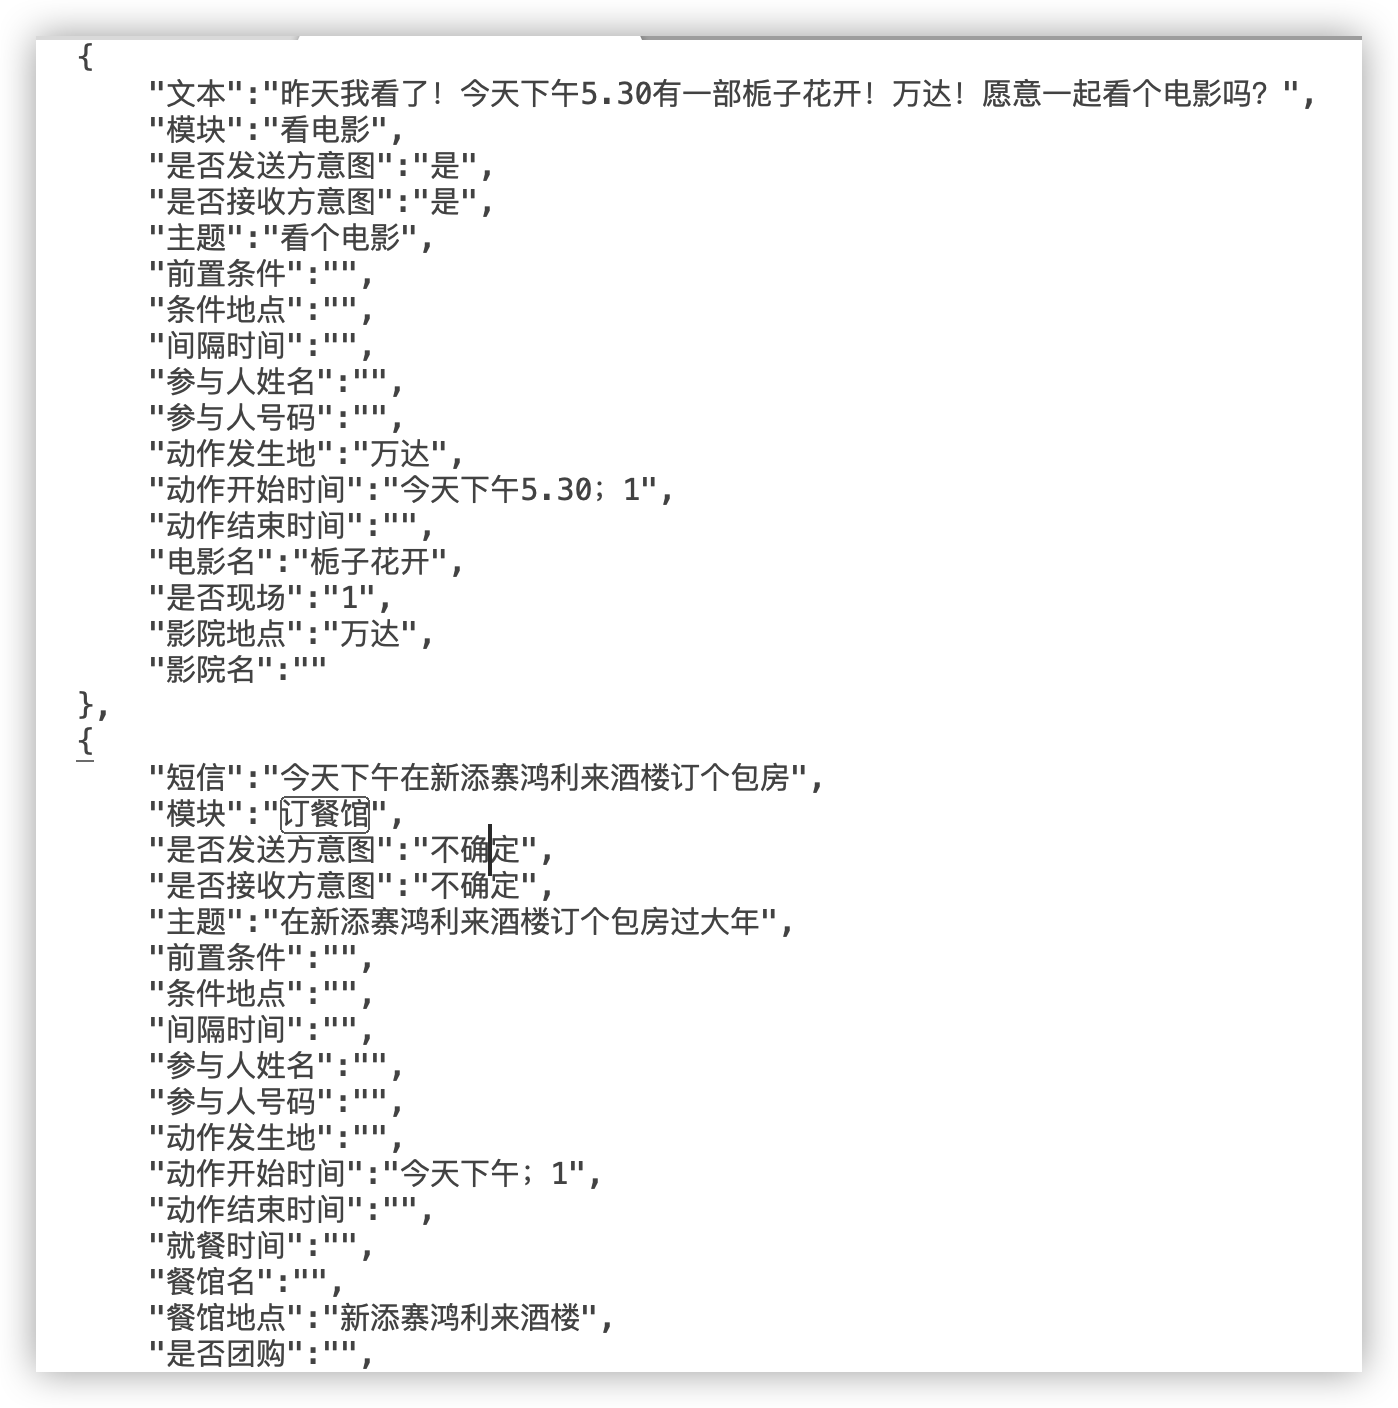 {
"文本":"昨天我看了！今天下午5.30有一部栀子花开！万达！愿意一起看个电影吗？",
"模块":"看电影",
"是否发送方意图":"是",
"是否接收方意图":"是",
"主题":"看个电影",
"前置条件":"",
"条件地点":"",
"间隔时间":"",
"参与人姓名":"",
"参与人号码":"",
"动作发生地":"万达",
"动作开始时间":"今天下午5.30；1",
"动作结束时间":"",
"电影名":"栀子花开",
"是否现场":"1",
"影院地点":"万达",
"影院名":""
},
{
"短信":"今天下午在新添寨鸿利来酒楼订个包房",
"模块":"订餐馆",
"是否发送方意图":"不确定",
"是否接收方意图":"不确定",
"主题":"在新添寨鸿利来酒楼订个包房过大年",
"前置条件":"",
"条件地点":"",
"间隔时间":"",
"参与人姓名":"",
"参与人号码":"",
"动作发生地":"",
"动作开始时间":"今天下午；1",
"动作结束时间":"",
"就餐时间":"",
"餐馆名":"",
"餐馆地点":"新添寨鸿利来酒楼",
"是否团购":"",